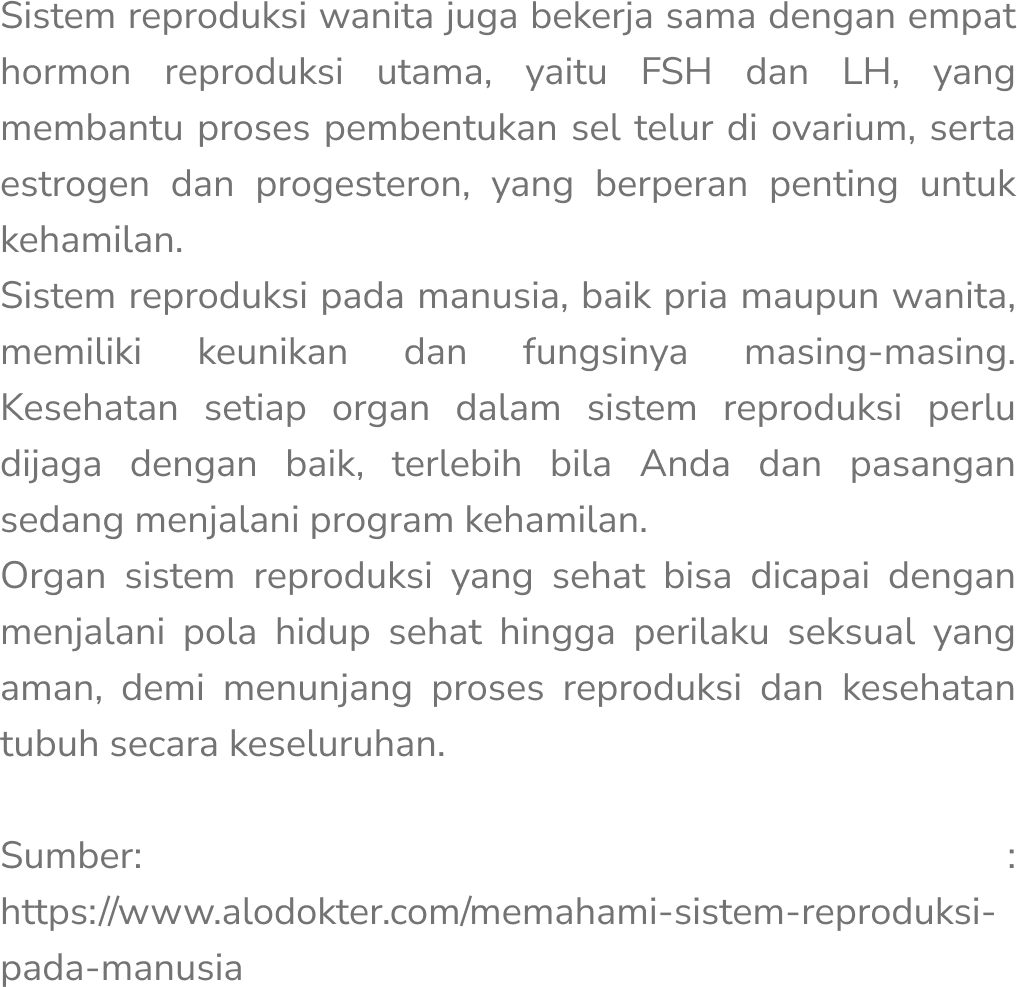 Sistem reproduksi wanita juga bekerja sama dengan empat
hormon reproduksi utama, yaitu FSH dan LH, yang
membantu proses pembentukan sel telur di ovarium, serta
estrogen dan progesteron, yang berperan penting untuk
kehamilan.
Sistem reproduksi pada manusia, baik pria maupun wanita,
memiliki keunikan dan fungsinya masing-masing.
Kesehatan setiap organ dalam sistem reproduksi perlu
dijaga dengan baik, terlebih bila Anda dan pasangan
sedang menjalani program kehamilan.
Organ sistem reproduksi yang sehat bisa dicapai dengan
menjalani pola hidup sehat hingga perilaku seksual yang
aman, demi menunjang proses reproduksi dan kesehatan
tubuh secara keseluruhan.
Sumber: :
https://www.alodokter.com/memahami-sistem-reproduksi-
pada-manusia